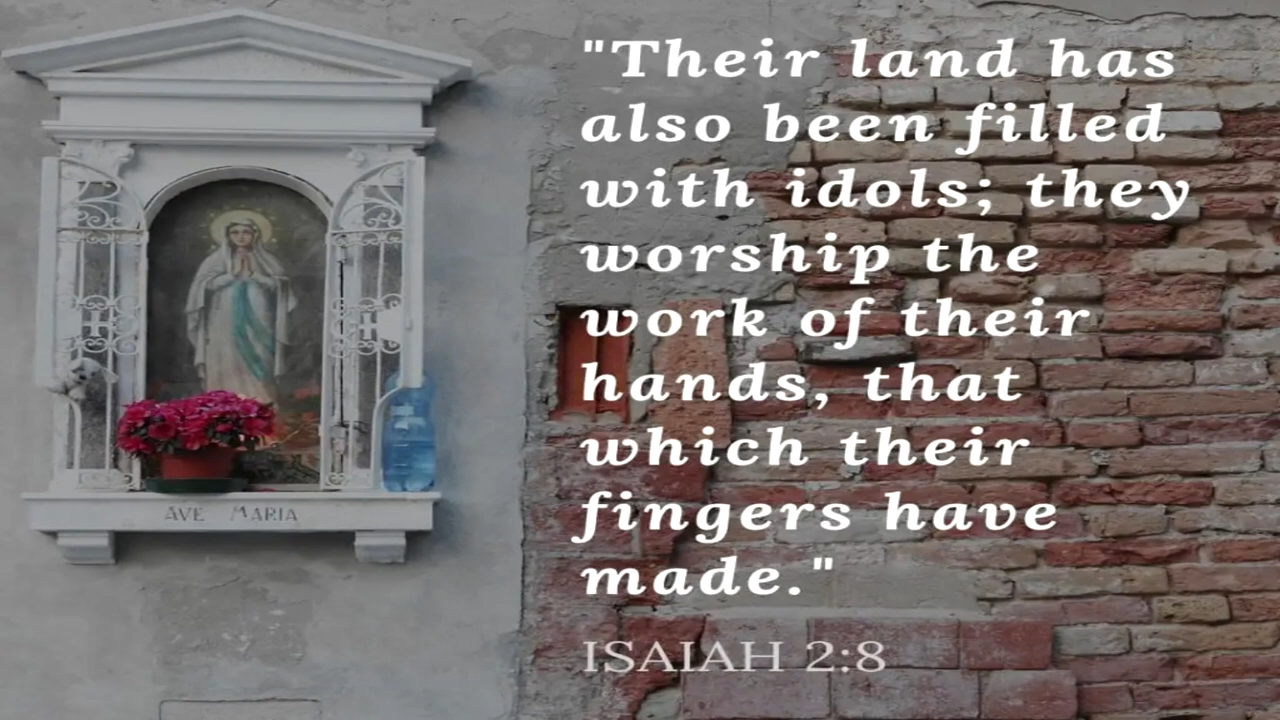 "Their land has
also been filled
with idols; they
worship the
work of their
hands, that
which their
fingers have
made."
ISAIAH 2:8
AVE MARIA